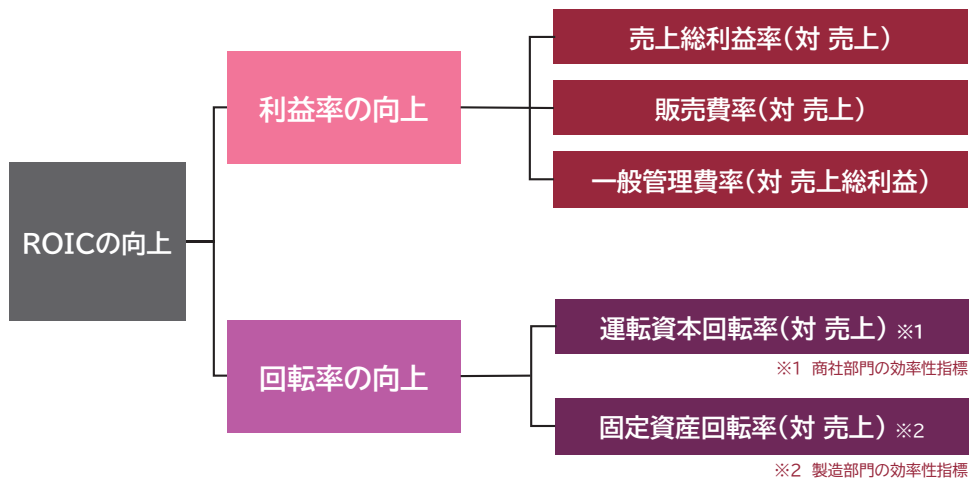 ROICの向上
利益率の向上
売上総利益率(対 売上)
販売費率(対 売上)
一般管理費率(対 売上総利益)
回転率の向上
運転資本回転率(対 売上) ※1
※1 商社部門の効率性指標
固定資産回転率(対 売上) ※2
※2 製造部門の効率性指標